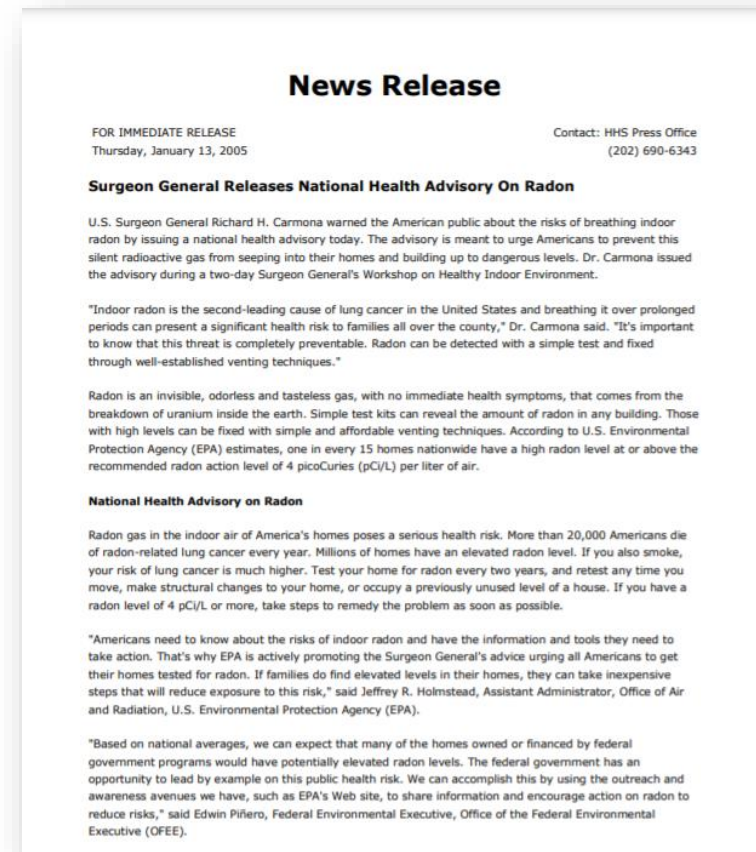 News Release
FOR IMMEDIATE RELEASE
Contact: HHS Press Office
Thursday, January 13, 2005
(202) 690-6343
Surgeon General Releases National Health Advisory On Radon
U.S. Surgeon General Richard H. Carmona warned the American public about the risks of breathing indoor
radon by issuing a national health advisory today. The advisory is meant to urge Americans to prevent this
silent radioactive gas from seeping into their homes and building up to dangerous levels. Dr. Carmona issued
the advisory during a two-day Surgeon General's Workshop on Healthy Indoor Environment.
"Indoor radon is the second-leading cause of lung cancer in the United States and breathing it over prolonged
periods can present a significant health risk to families all over the county," Dr. Carmona said. "It's important
to know that this threat is completely preventable. Radon can be detected with a simple test and fixed
through well-established venting techniques."
Radon is an invisible, odorless and tasteless gas, with no immediate health symptoms, that comes from the
breakdown of uranium inside the earth. Simple test kits can reveal the amount of radon in any building. Those
with high levels can be fixed with simple and affordable venting techniques. According to U.S. Environmental
Protection Agency (EPA) estimates, one in every 15 homes nationwide have a high radon level at or above the
recommended radon action level of 4 picoCuries (pCi/L) per liter of air.
National Health Advisory on Radon
Radon gas in the indoor air of America's homes poses a serious health risk. More than 20,000 Americans die
of radon-related lung cancer every year. Millions of homes have an elevated radon level. If you also smoke,
your risk of lung cancer is much higher. Test your home for radon every two years, and retest any time you
move, make structural changes to your home, or occupy a previously unused level of a house. If you have a
radon level of 4 pCi/L or more, take steps to remedy the problem as soon as possible.
"Americans need to know about the risks of indoor radon and have the information and tools they need to
take action. That's why EPA is actively promoting the Surgeon General's advice urging all Americans to get
their homes tested for radon. If families do find elevated levels in their homes, they can take inexpensive
steps that will reduce exposure to this risk," said Jeffrey R. Holmstead, Assistant Administrator, Office of Air
and Radiation, U.S. Environmental Protection Agency (EPA).
"Based on national averages, we can expect that many of the homes owned or financed by federal
government programs would have potentially elevated radon levels. The federal government has an
opportunity to lead by example on this public health risk. We can accomplish this by using the outreach and
awareness avenues we have, such as EPA's Web site, to share information and encourage action on radon to
reduce risks," said Edwin Piñero, Federal Environmental Executive, Office of the Federal Environmental
Executive (OFEE).